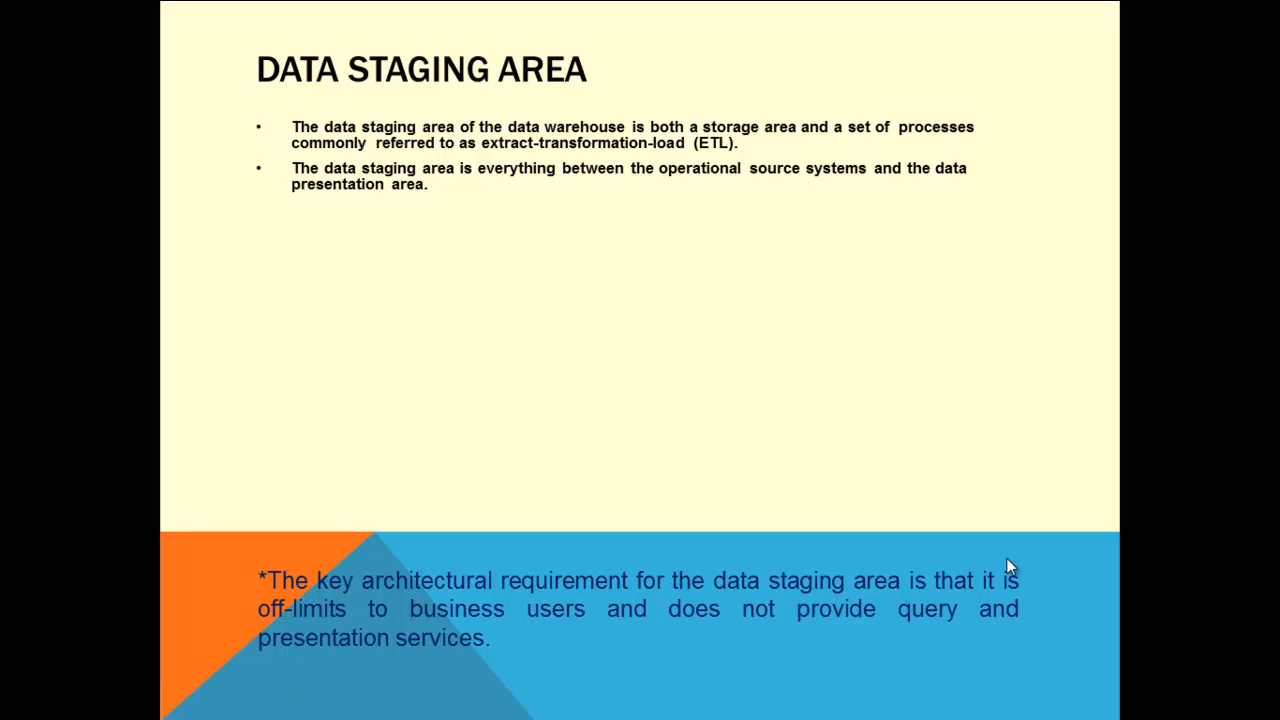 DATA STAGING AREA
• The data staging area of the data warehouse is both a storage area and a set of processes
commonly referred to as extract-transformation-load (ETL).
• The data staging area is everything between the operational source systems and the data
presentation area.
*The key architectural requirement for the data staging area is that it is
off-limits to business users and does not provide query and
presentation services.